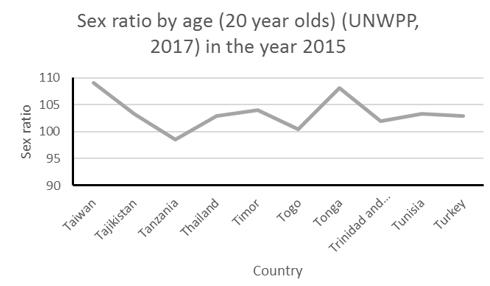 Sex ratio by age (20 year olds) (UNWPP,
2017) in the year 2015
110
105
100
95
90
Sex ratio
Taiwan
Tajikistan
Tanzania
Thailand
Timor
Togo
Tonga
Trinidad and...
Tunisia
Turkey
Country